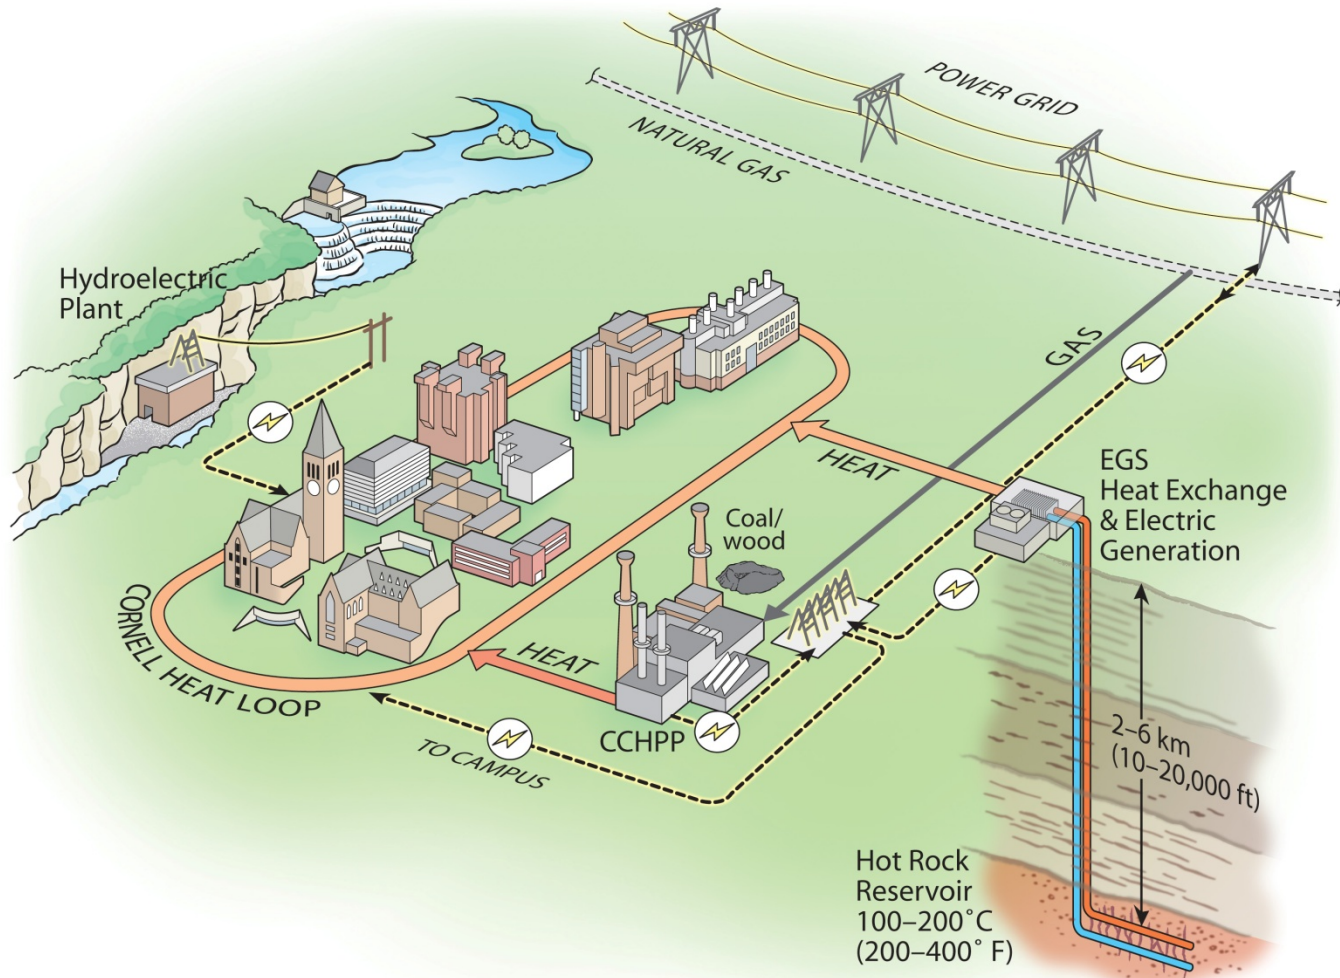 POWER GRID
NATURAL GAS
Hydroelectric
Plant
GAS
HEAT
EGS
Heat Exchange
& Electric
Generation
Coal/
wood
CORNELL HEAT LOOP
HEAT
CCHPP
TO CAMPUS
2–6 km
(10–20,000 ft)
Hot Rock
Reservoir
100–200˚C
(200–400˚ F)